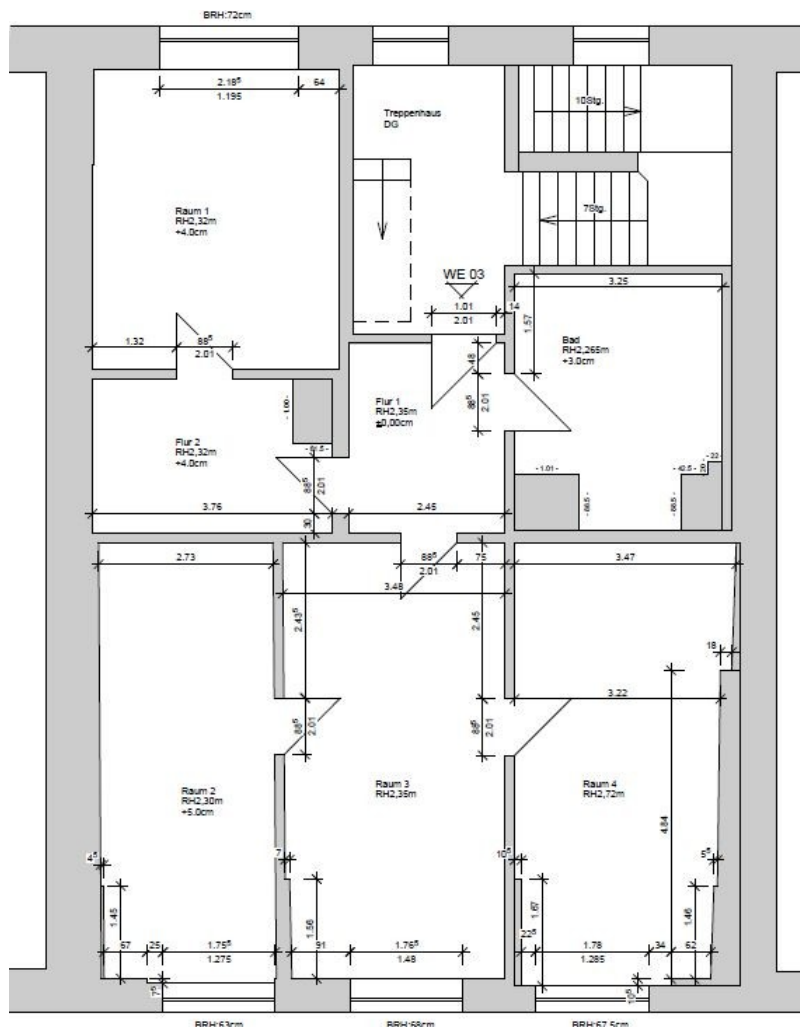 BRH:72cm
2.18⁵
1.195
64
Treppenhaus
DG
10Stg.
7Stg.
Raum 1
RH2,32m
+4.0cm
WE 03
1.01
2.01
14
3.25
1.57
1.32
88⁵
2.01
Bad
RH2,265m
+3.0cm
48
88⁵
2.01
Flur 1
RH2,35m
±0,00cm
- 1.00 -
Flur 2
RH2,32m
+4.0cm
- 61.5 -
88⁵
2.01
30
- 1.01 -
- 66.5 -
- 42.5 -
- 22 -
- 66.5 -
3.76
2.45
2.73
88⁵
2.01
75
3.48
3.47
2.43⁵
2.45
18
3.22
88⁵
2.01
88⁵
2.01
Raum 2
RH2,30m
+5.0cm
Raum 3
RH2,35m
Raum 4
RH2,72m
4.84
4⁵
7
10⁵
5⁵
1.45
1.56
1.67
1.46
67
25
1.75⁵
1.275
91
1.76⁵
1.48
22⁵
1.78
1.285
34
62
7⁵
10⁵
BRH:63cm
BRH:68cm
BRH:67,5cm